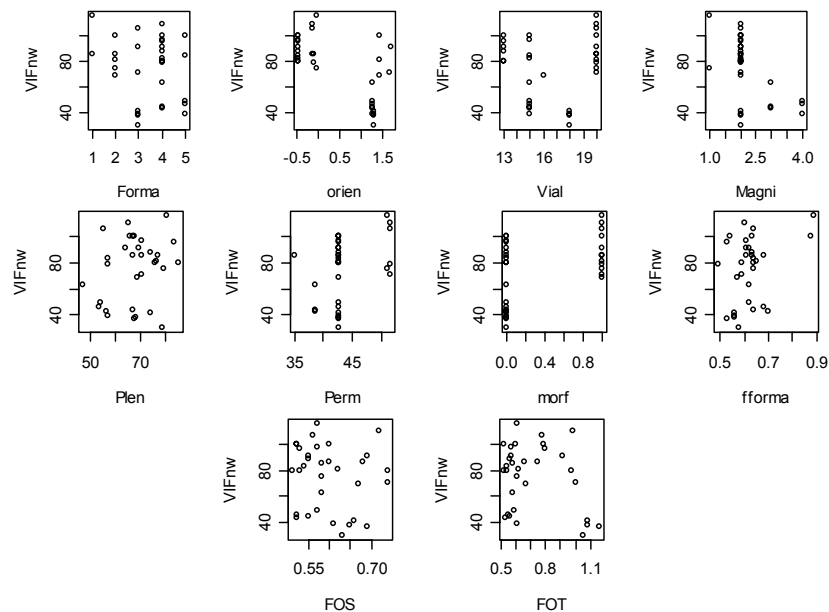 VIFnw
40 80
1 2 3 4 5
Forma
VIFnw
40 80
-0.5 0.5 1.5
orien
VIFnw
40 80
13 16 19
Vial
VIFnw
40 80
1.0 2.5 4.0
Magni
VIFnw
40 80
50 70
Plen
VIFnw
40 80
35 45
Perm
VIFnw
40 80
0.0 0.4 0.8
morf
VIFnw
40 80
0.5 0.7 0.9
fforma
VIFnw
40 80
0.55 0.70
FOS
VIFnw
40 80
0.5 0.8 1.1
FOT